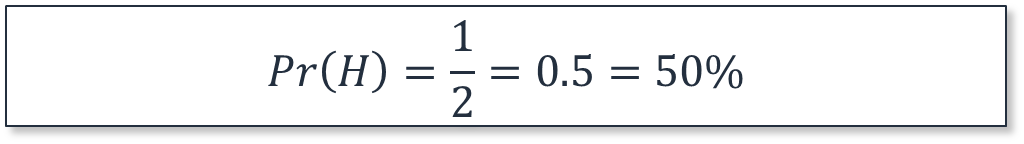 Pr(H) = 1/2 = 0.5 = 50%